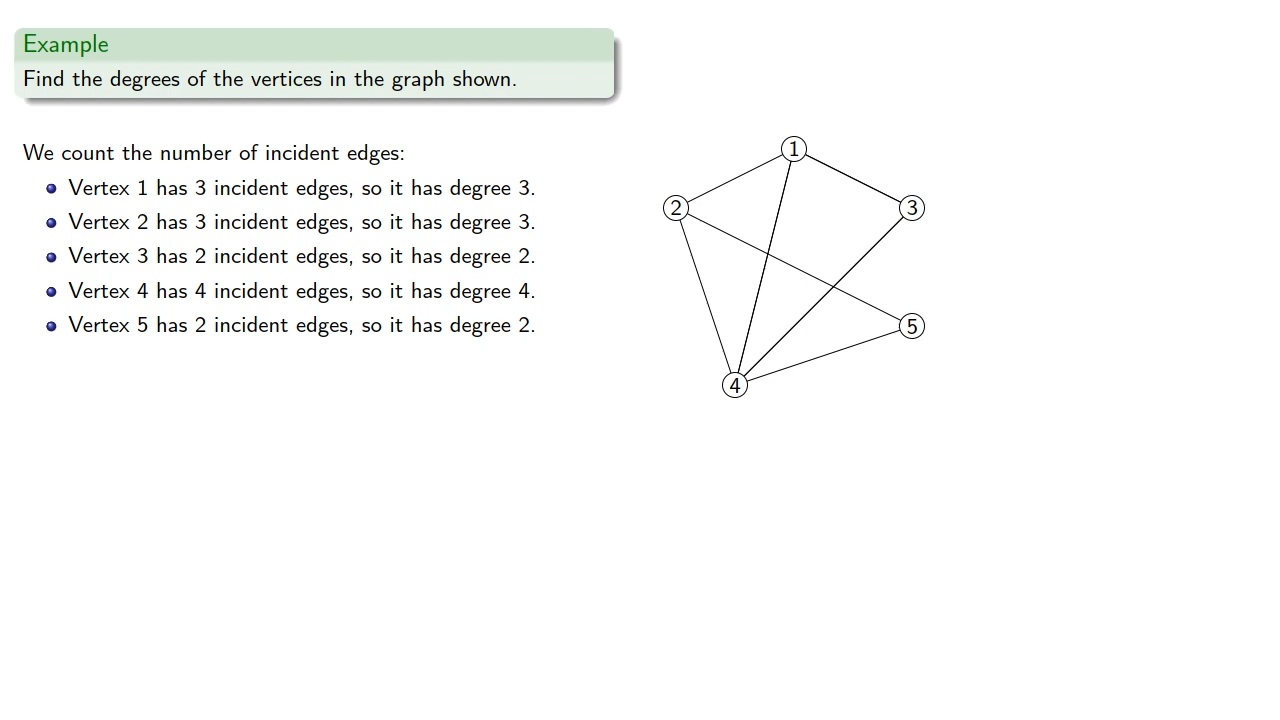 Example
Find the degrees of the vertices in the graph shown.
We count the number of incident edges:
Vertex 1 has 3 incident edges, so it has degree 3.
Vertex 2 has 3 incident edges, so it has degree 3.
Vertex 3 has 2 incident edges, so it has degree 2.
Vertex 4 has 4 incident edges, so it has degree 4.
Vertex 5 has 2 incident edges, so it has degree 2.
1
2
3
5
4